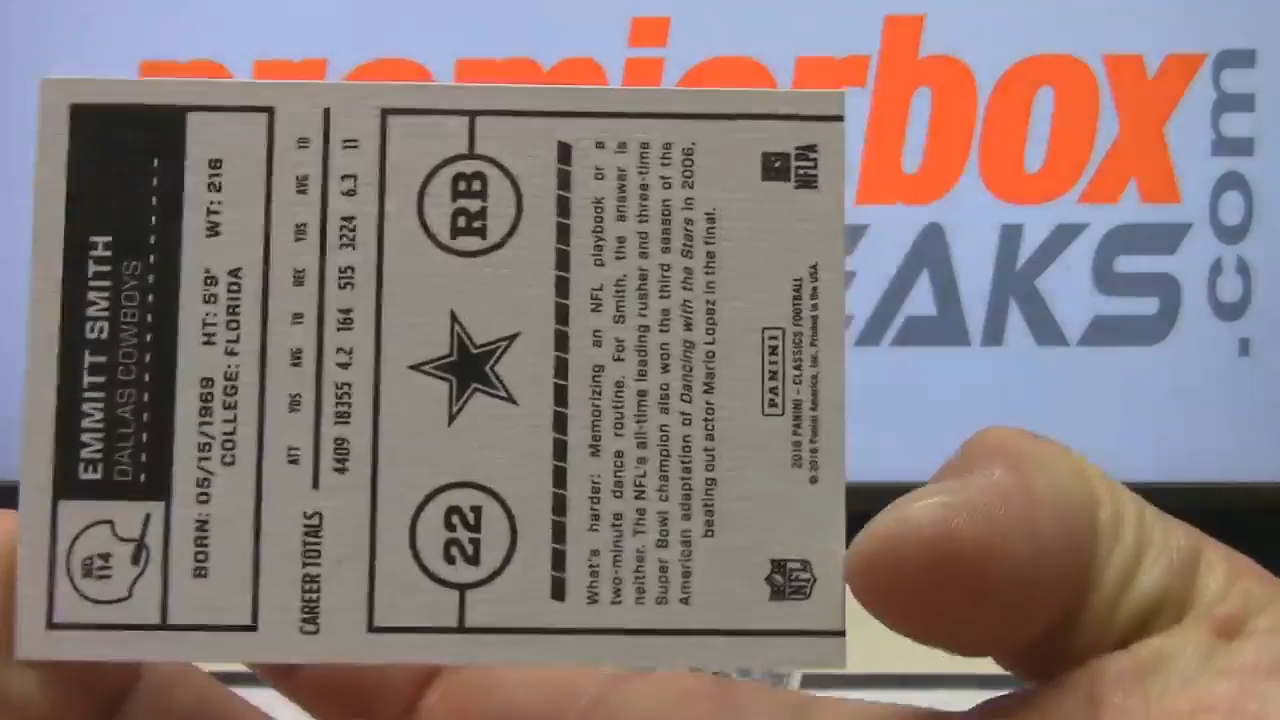 premierbox
BREAKS
.com
NO.
114
EMMITT SMITH
DALLAS COWBOYS
BORN: 05/15/1969 HT: 5'9" WT: 216
COLLEGE: FLORIDA
ATT YDS AVG TD REC YDS AVG TD
CAREER TOTALS 4409 18355 4.2 164 515 3224 6.3 11
22
RB
What's harder: Memorizing an NFL playbook or a
two-minute dance routine. For Smith, the answer is
neither. The NFL's all-time leading rusher and three-time
Super Bowl champion also won the third season of the
American adaptation of Dancing with the Stars in 2006,
beating out actor Mario Lopez in the final.
NFL
PANINI
NFLPA
2016 PANINI - CLASSICS FOOTBALL
© 2016 Panini America, Inc. Printed in the USA.